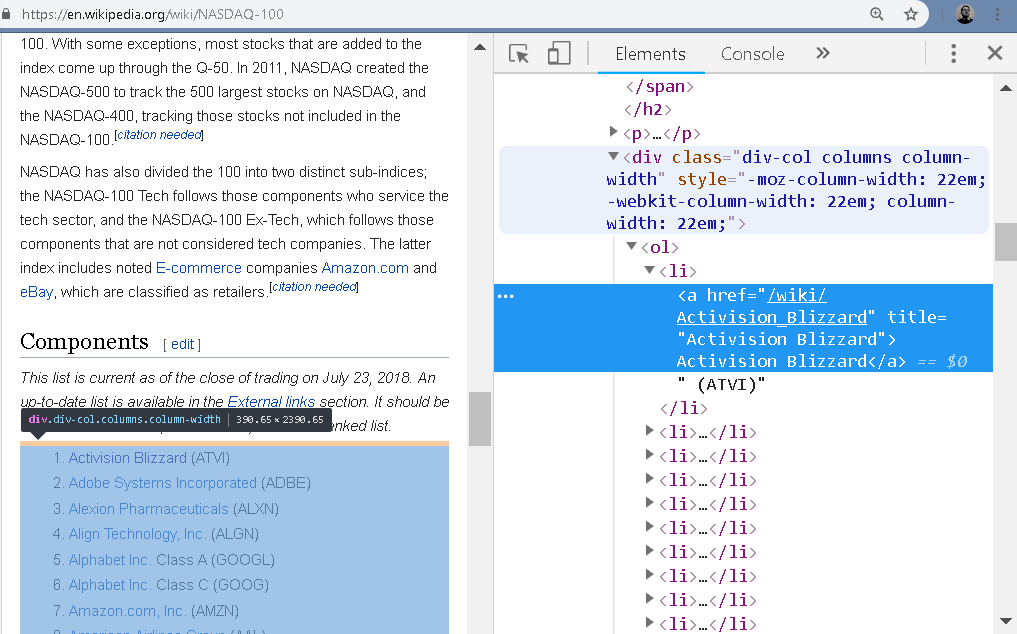 https://en.wikipedia.org/wiki/NASDAQ-100
100. With some exceptions, most stocks that are added to the
index come up through the Q-50. In 2011, NASDAQ created the
NASDAQ-500 to track the 500 largest stocks on NASDAQ, and
the NASDAQ-400, tracking those stocks not included in the
NASDAQ-100.[citation needed]
NASDAQ has also divided the 100 into two distinct sub-indices;
the NASDAQ-100 Tech follows those components who service the
tech sector, and the NASDAQ-100 Ex-Tech, which follows those
components that are not considered tech companies. The latter
index includes noted E-commerce companies Amazon.com and
eBay, which are classified as retailers.[citation needed]
Components [ edit ]
This list is current as of the close of trading on July 23, 2018. An
up-to-date list is available in the External links section. It should be
enked list.
div.div-col.columns.column-width | 390.65×2390.65
1. Activision Blizzard (ATVI)
2. Adobe Systems Incorporated (ADBE)
3. Alexion Pharmaceuticals (ALXN)
4. Align Technology, Inc. (ALGN)
5. Alphabet Inc. Class A (GOOGL)
6. Alphabet Inc. Class C (GOOG)
7. Amazon.com, Inc. (AMZN)
8. American Airlines Group (AAL)
Elements Console »
</span>
</h2>
<p>…</p>
<div class="div-col columns column-
width" style="-moz-column-width: 22em;
-webkit-column-width: 22em; column-
width: 22em;">
<ol>
<li>
<a href="/wiki/
Activision_Blizzard" title=
"Activision Blizzard">
Activision Blizzard</a> == $0
" (ATVI)"
</li>
<li>…</li>
<li>…</li>
<li>…</li>
<li>…</li>
<li>…</li>
<li>…</li>
<li>…</li>
<li>…</li>
<li>…</li>